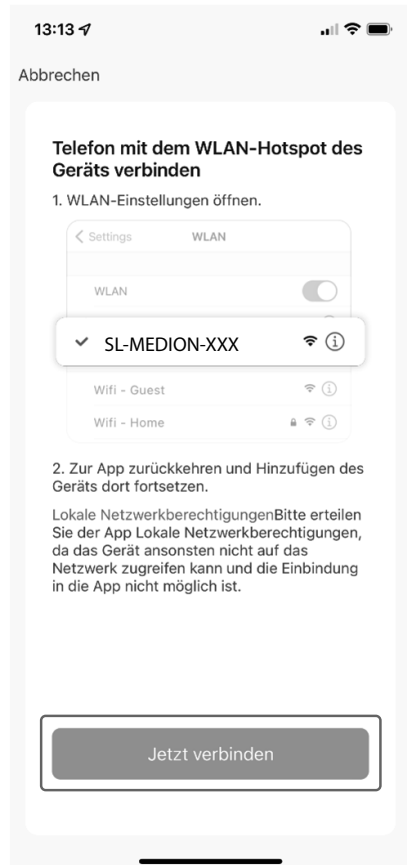 13:13
Abbrechen
Telefon mit dem WLAN-Hotspot des
Geräts verbinden
1. WLAN-Einstellungen öffnen.
Settings WLAN
WLAN
SL-MEDION-XXX
Wifi - Guest
Wifi - Home
2. Zur App zurückkehren und Hinzufügen des
Geräts dort fortsetzen.
Lokale NetzwerkberechtigungenBitte erteilen
Sie der App Lokale Netzwerkberechtigungen,
da das Gerät ansonsten nicht auf das
Netzwerk zugreifen kann und die Einbindung
in die App nicht möglich ist.
Jetzt verbinden